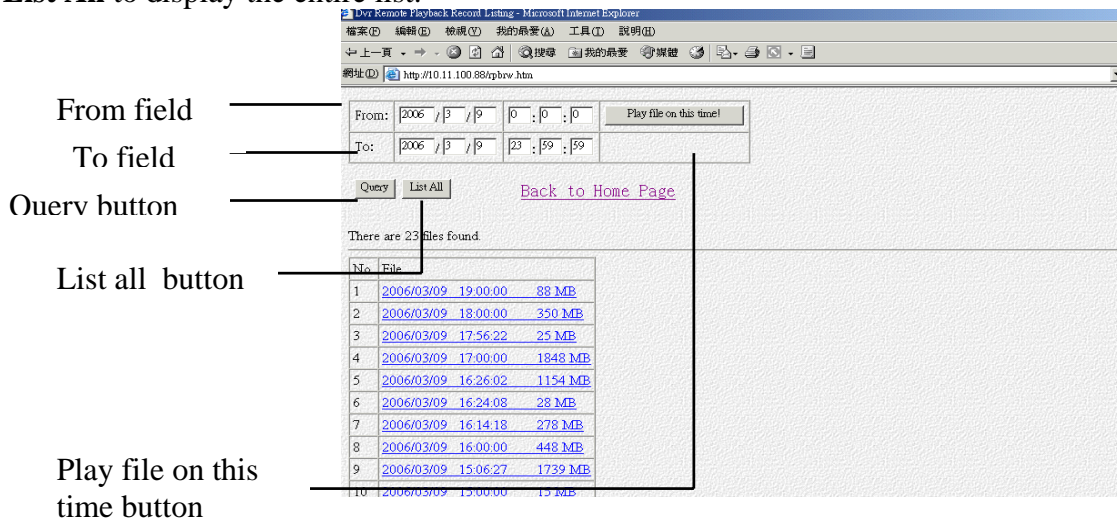 List All to display the entire list.
Dvr Remote Playback Record Listing - Microsoft Internet Explorer
檔案(F) 編輯(E) 檢視(V) 我的最愛(A) 工具(T) 說明(H)
上一頁 搜尋 我的最愛 媒體
網址(D) http://10.11.100.88/rpbrw.htm
From field
From: 2006 / 3 / 9 0 : 0 : 0 Play file on this time!
To field
To: 2006 / 3 / 9 23 : 59 : 59
Query List All Back to Home Page
Query button
There are 23 files found.
List all button
No File
1 2006/03/09 19:00:00 88 MB
2 2006/03/09 18:00:00 350 MB
3 2006/03/09 17:56:22 25 MB
4 2006/03/09 17:00:00 1848 MB
5 2006/03/09 16:26:02 1154 MB
6 2006/03/09 16:24:08 28 MB
7 2006/03/09 16:14:18 278 MB
8 2006/03/09 16:00:00 448 MB
9 2006/03/09 15:06:27 1739 MB
10 2006/03/09 15:00:00 15 MB
Play file on this
time button